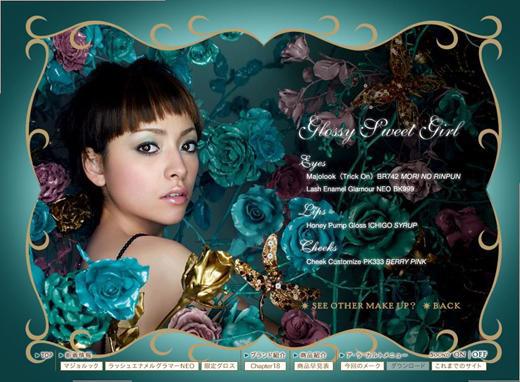 Glossy Sweet Girl
Eyes
Majolook (Trick On) BR742 MORI NO RINPUN
Lash Enamel Glamour NEO BK999
Lips
Honey Pump Gloss ICHIGO SYRUP
Cheeks
Cheek Customize PK333 BERRY PINK
SEE OTHER MAKE UP? BACK
TOP 新着情報 ブランド紹介 商品紹介 ア・ラ・カルトメニュー SOUND ON OFF
マジョルック ラッシュエナメルグラマーNEO 限定グロス Chapter18 商品早見表 今回のメーク ダウンロード これまでのサイト